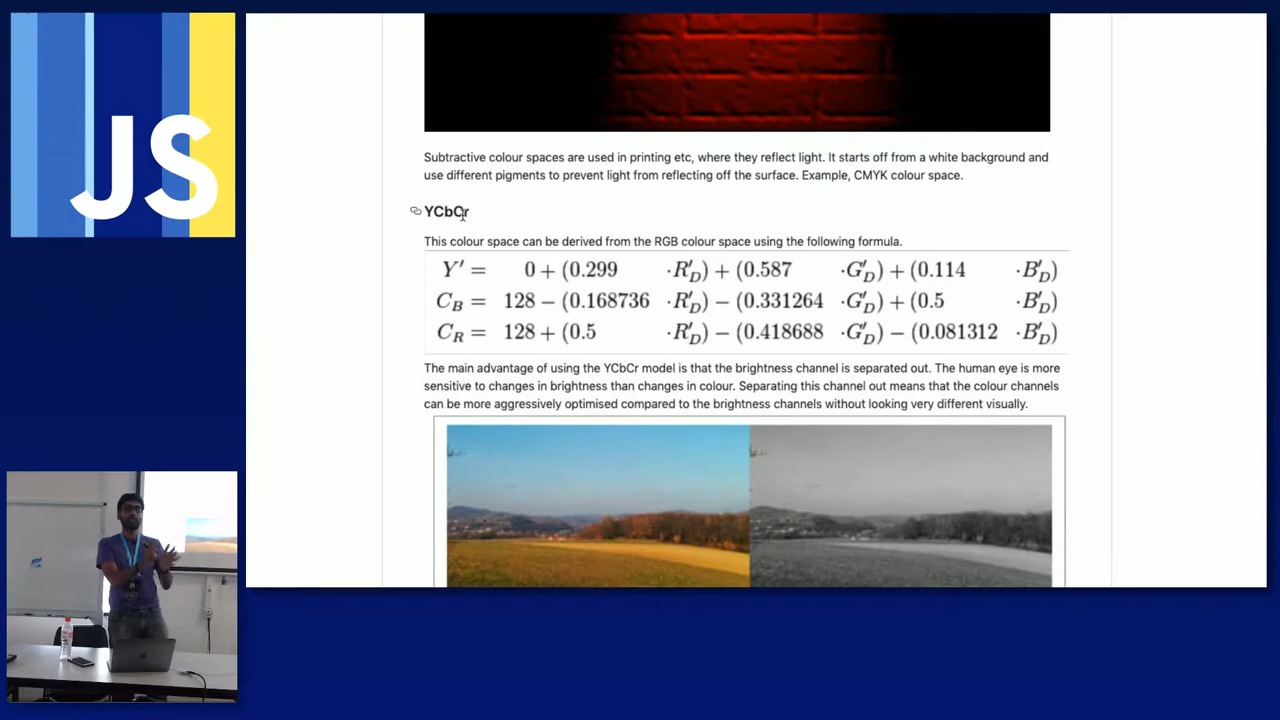 JS
Subtractive colour spaces are used in printing etc, where they reflect light. It starts off from a white background and
use different pigments to prevent light from reflecting off the surface. Example, CMYK colour space.
YCbCr
This colour space can be derived from the RGB colour space using the following formula.
Y′ = 0 + (0.299 ·R′D) + (0.587 ·G′D) + (0.114 ·B′D)
CB = 128 − (0.168736 ·R′D) − (0.331264 ·G′D) + (0.5 ·B′D)
CR = 128 + (0.5 ·R′D) − (0.418688 ·G′D) − (0.081312 ·B′D)
The main advantage of using the YCbCr model is that the brightness channel is separated out. The human eye is more
sensitive to changes in brightness than changes in colour. Separating this channel out means that the colour channels
can be more aggressively optimised compared to the brightness channels without looking very different visually.